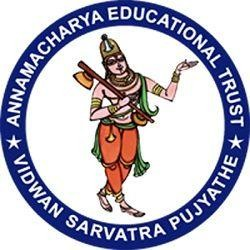 ANNAMACHARYA EDUCATIONAL TRUST
VIDWAN SARVATRA PUJYATHE